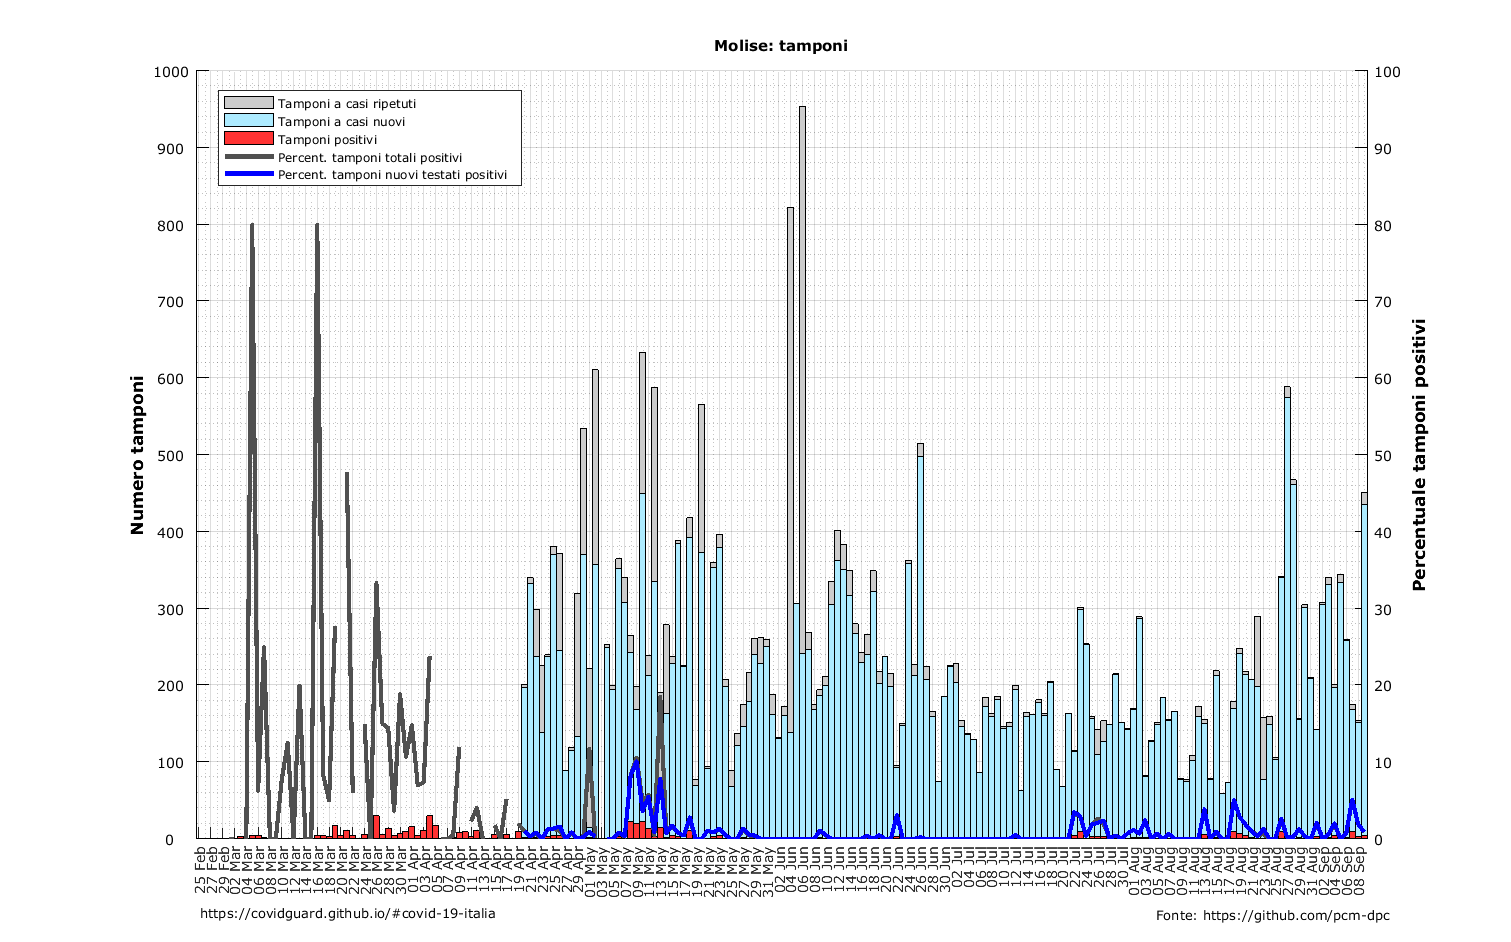 Molise: tamponi
Tamponi a casi ripetuti
Tamponi a casi nuovi
Tamponi positivi
Percent. tamponi totali positivi
Percent. tamponi nuovi testati positivi
Numero tamponi
1000
900
800
700
600
500
400
300
200
100
0
100
90
80
70
60
50
40
30
20
10
0
Percentuale tamponi positivi
25 Feb
27 Feb
29 Feb
02 Mar
04 Mar
06 Mar
08 Mar
10 Mar
12 Mar
14 Mar
16 Mar
18 Mar
20 Mar
22 Mar
24 Mar
26 Mar
28 Mar
30 Mar
01 Apr
03 Apr
05 Apr
07 Apr
09 Apr
11 Apr
13 Apr
15 Apr
17 Apr
19 Apr
21 Apr
23 Apr
25 Apr
27 Apr
29 Apr
01 May
03 May
05 May
07 May
09 May
11 May
13 May
15 May
17 May
19 May
21 May
23 May
25 May
27 May
29 May
31 May
02 Jun
04 Jun
06 Jun
08 Jun
10 Jun
12 Jun
14 Jun
16 Jun
18 Jun
20 Jun
22 Jun
24 Jun
26 Jun
28 Jun
30 Jun
02 Jul
04 Jul
06 Jul
08 Jul
10 Jul
12 Jul
14 Jul
16 Jul
18 Jul
20 Jul
22 Jul
24 Jul
26 Jul
28 Jul
30 Jul
01 Aug
03 Aug
05 Aug
07 Aug
09 Aug
11 Aug
13 Aug
15 Aug
17 Aug
19 Aug
21 Aug
23 Aug
25 Aug
27 Aug
29 Aug
31 Aug
02 Sep
04 Sep
06 Sep
08 Sep
https://covidguard.github.io/#covid-19-italia
Fonte: https://github.com/pcm-dpc